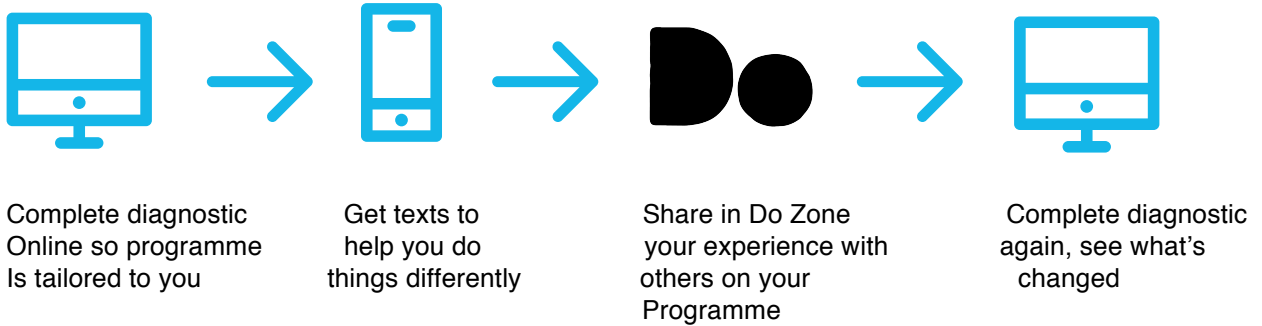 Do
Complete diagnostic
Online so programme
Is tailored to you
Get texts to
help you do
things differently
Share in Do Zone
your experience with
others on your
Programme
Complete diagnostic
again, see what’s
changed